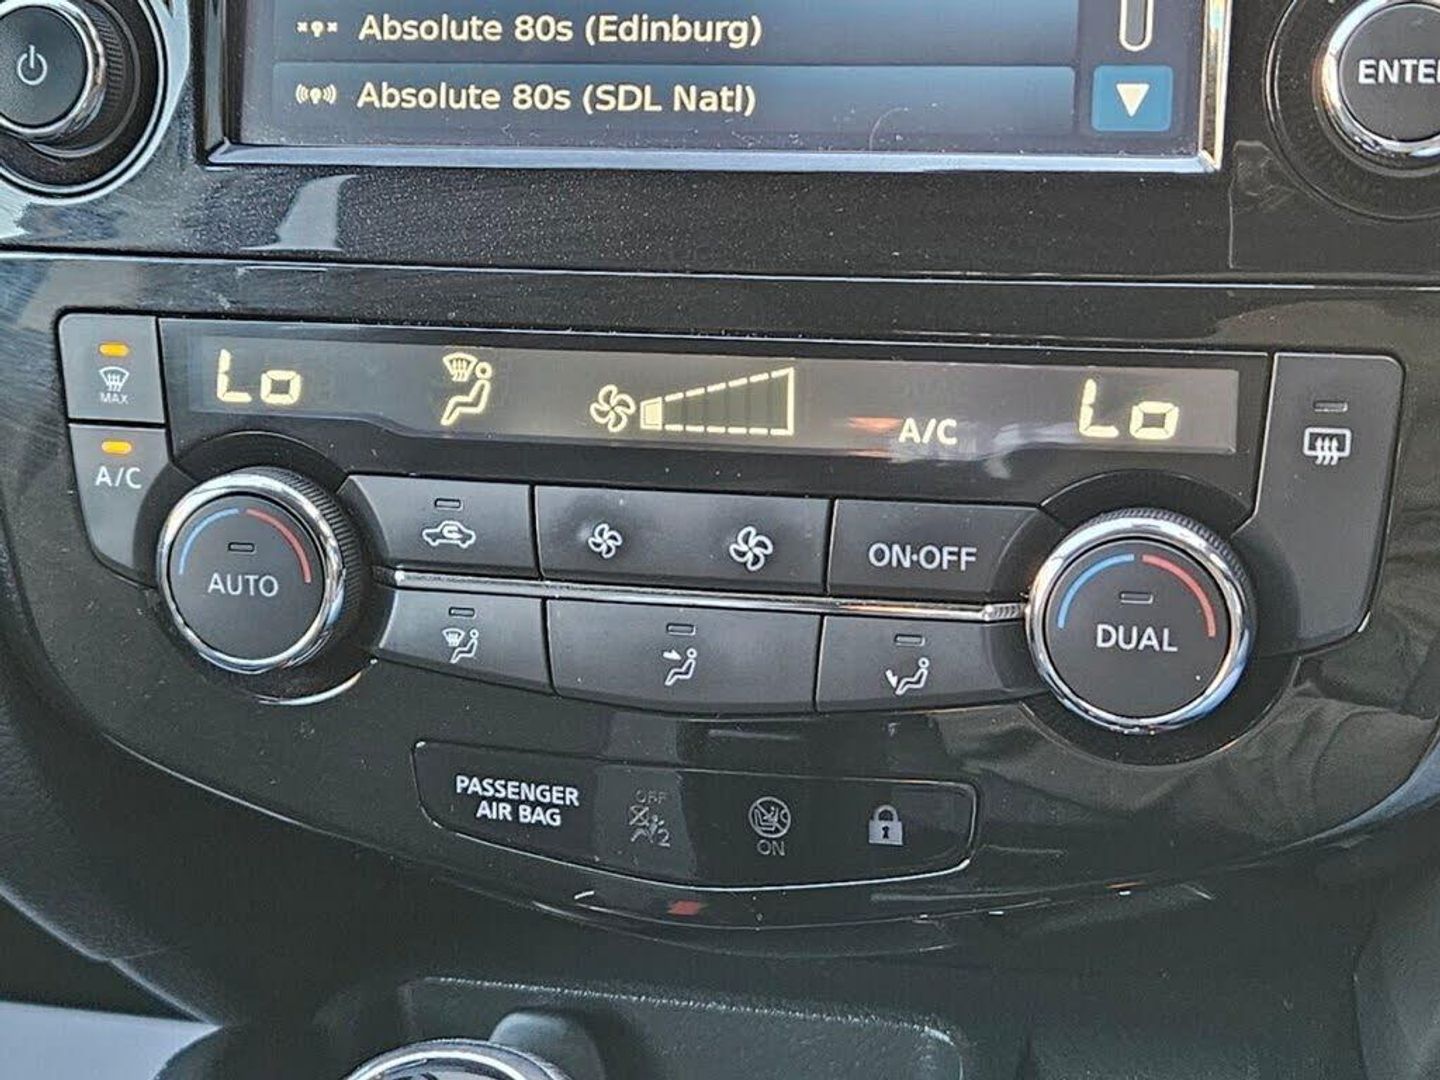 Absolute 80s (Edinburg)
Absolute 80s (SDL Natl)
ENTE
MAX
Lo
A/C
Lo
A/C
AUTO
ON·OFF
DUAL
PASSENGER
AIR BAG
OFF
2
ON